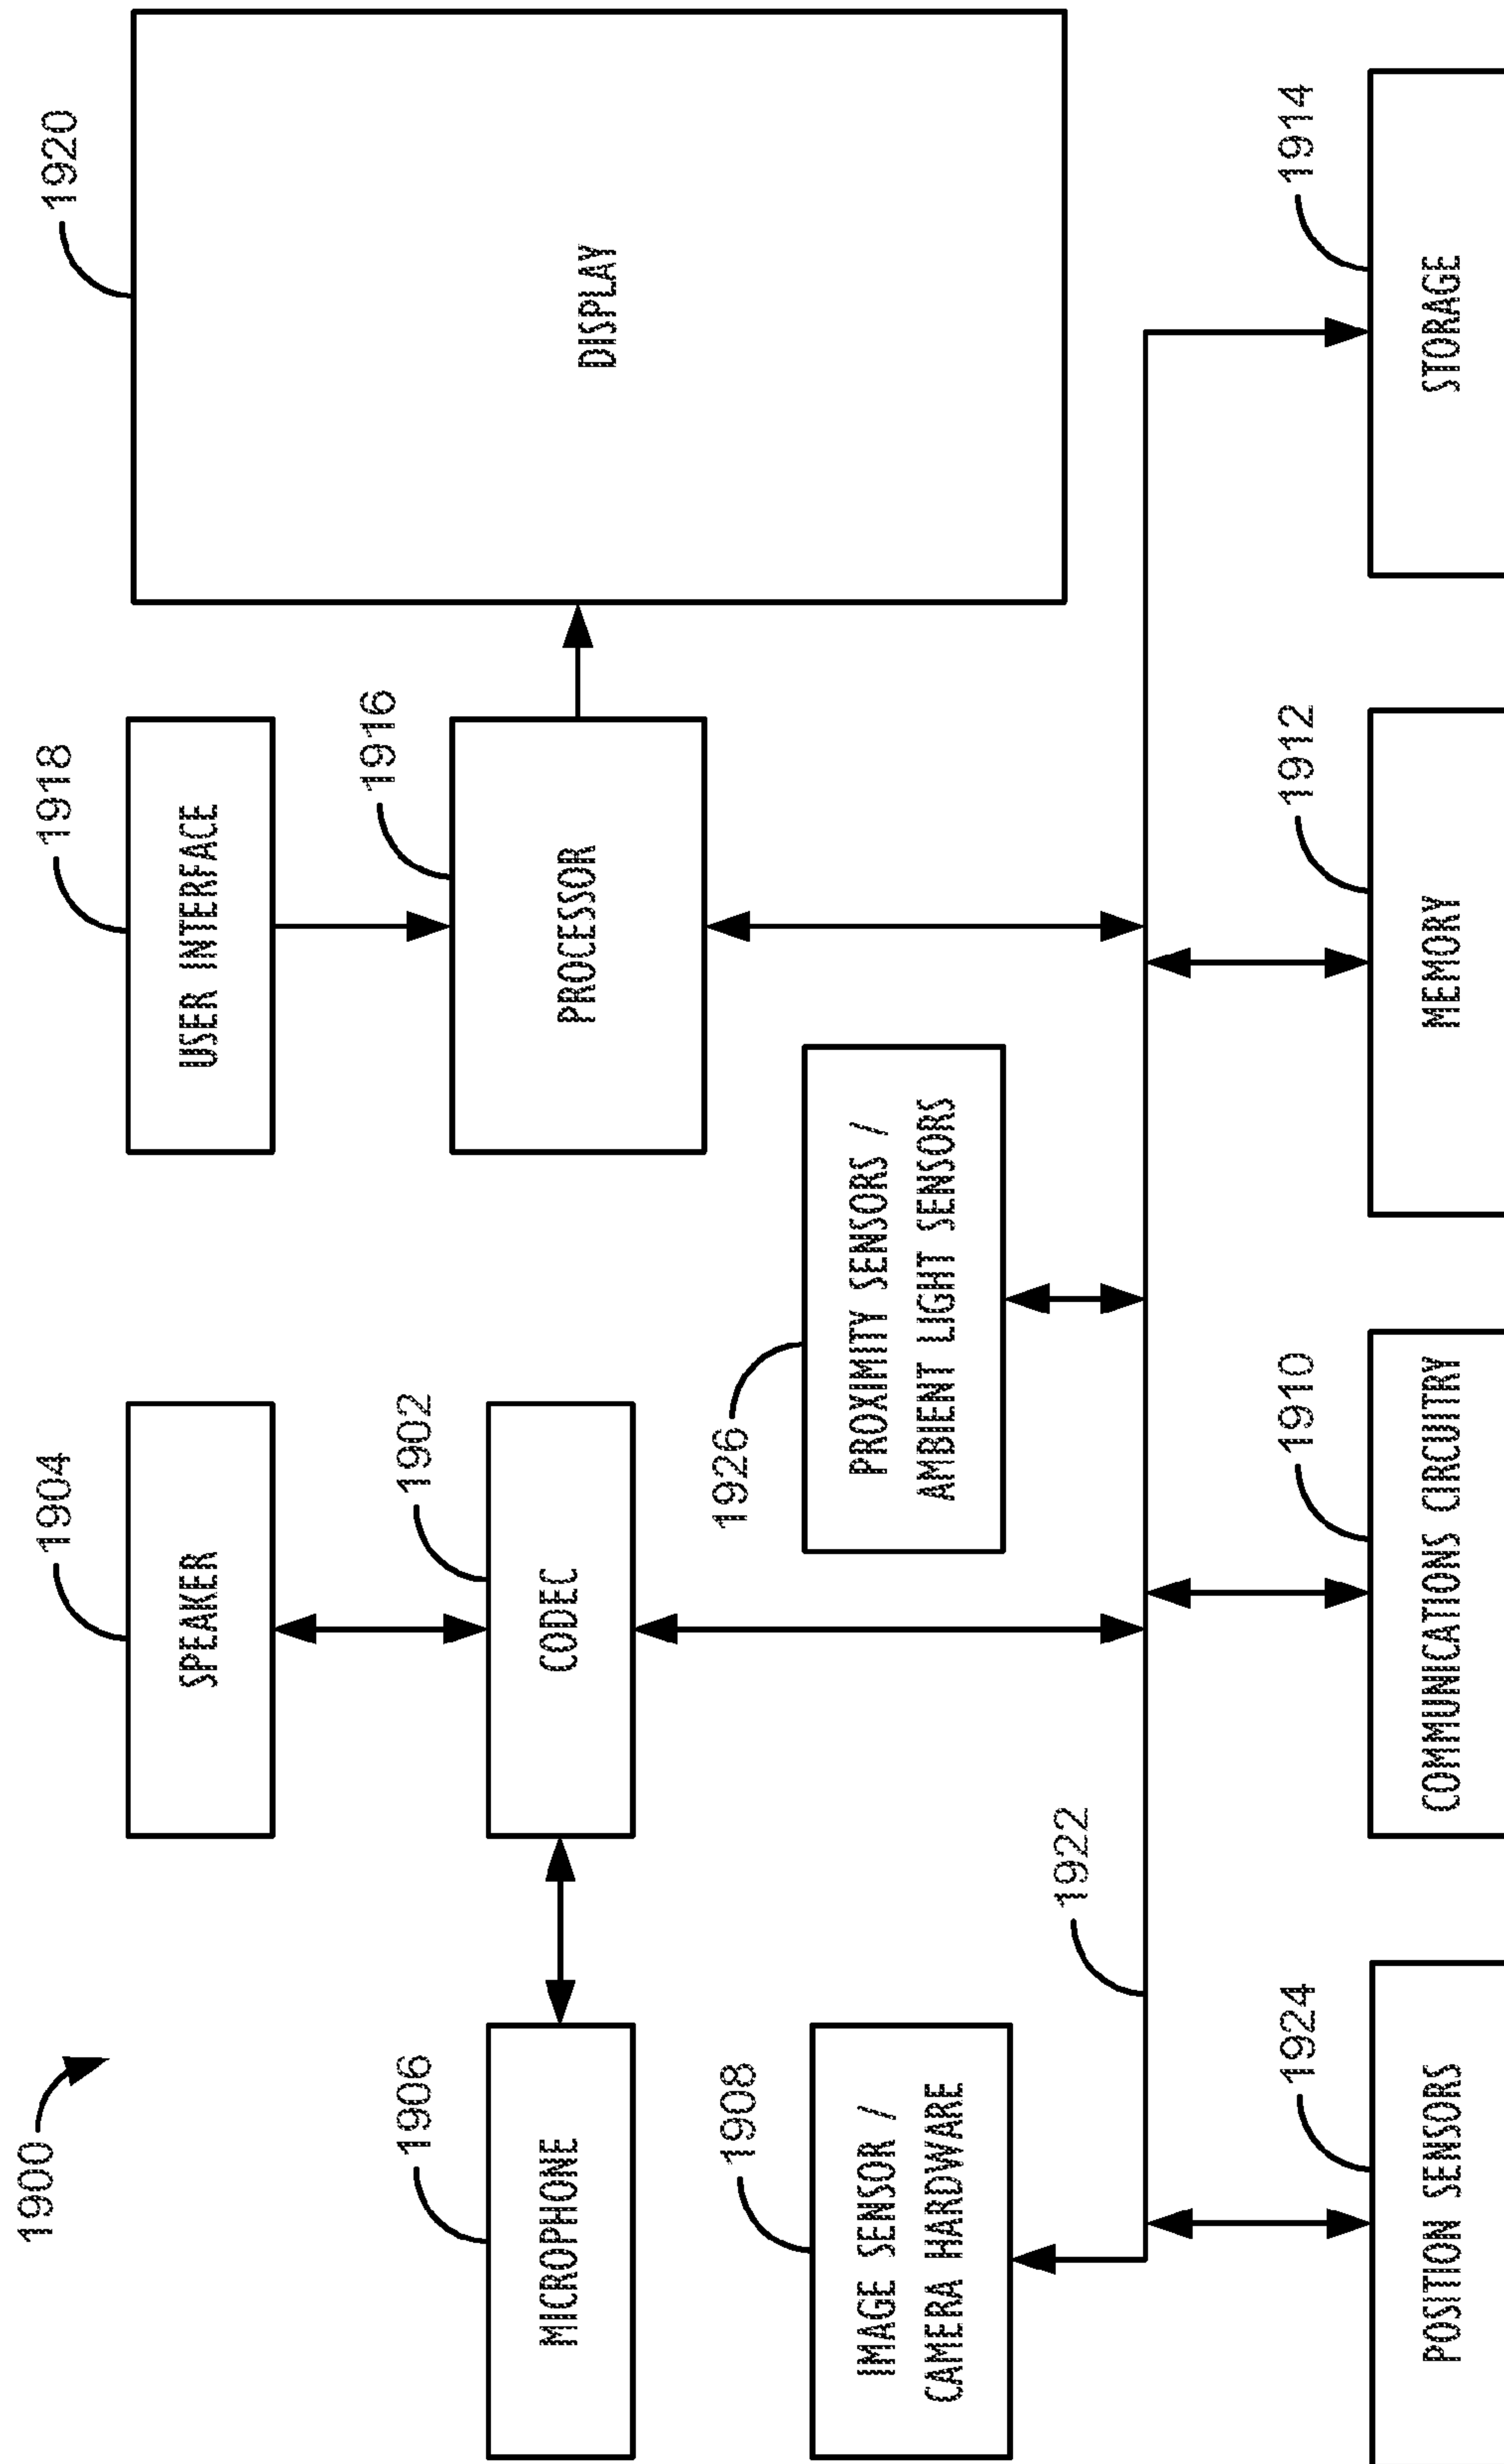 1900
1904
SPEAKER
1918
USER INTERFACE
1920
DISPLAY
1906
MICROPHONE
1902
CODEC
1916
PROCESSOR
1908
IMAGE SENSOR /
CAMERA HARDWARE
1926
PROXIMITY SENSORS /
AMBIENT LIGHT SENSORS
1922
1924
POSITION SENSORS
1910
COMMUNICATIONS CIRCUITRY
1912
MEMORY
1914
STORAGE